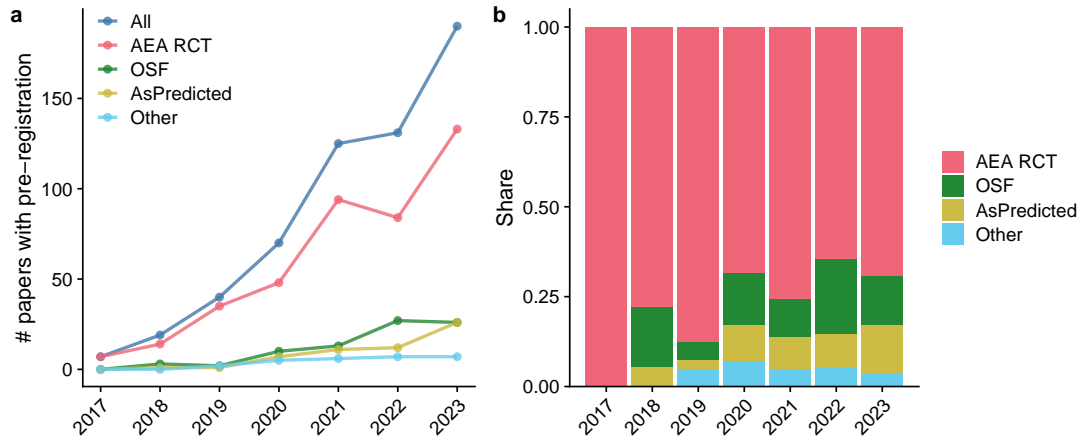 a
All
AEA RCT
OSF
AsPredicted
Other
# papers with pre−registration
150
100
50
0
2017
2018
2019
2020
2021
2022
2023
b
Share
1.00
0.75
0.50
0.25
0.00
2017
2018
2019
2020
2021
2022
2023
AEA RCT
OSF
AsPredicted
Other